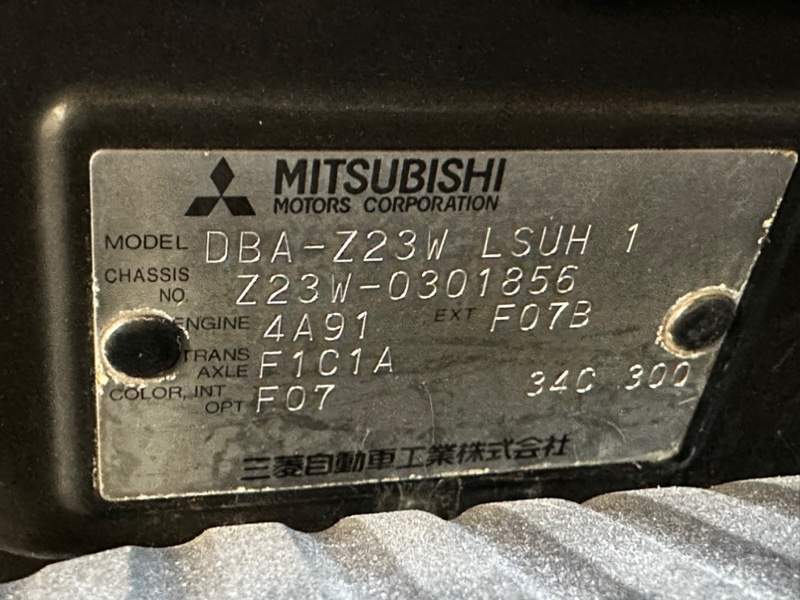 MITSUBISHI
MOTORS CORPORATION
MODEL DBA-Z23W LSUH 1
CHASSIS NO. Z23W-0301856
ENGINE 4A91 EXT F07B
TRANS AXLE F1C1A
COLOR, INT OPT F07 34C 300
三菱自動車工業株式会社